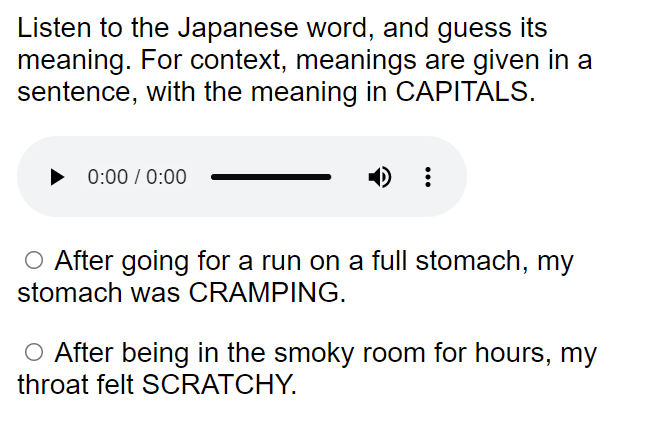 Listen to the Japanese word, and guess its
meaning. For context, meanings are given in a
sentence, with the meaning in CAPITALS.
0:00 / 0:00
After going for a run on a full stomach, my
stomach was CRAMPING.
After being in the smoky room for hours, my
throat felt SCRATCHY.